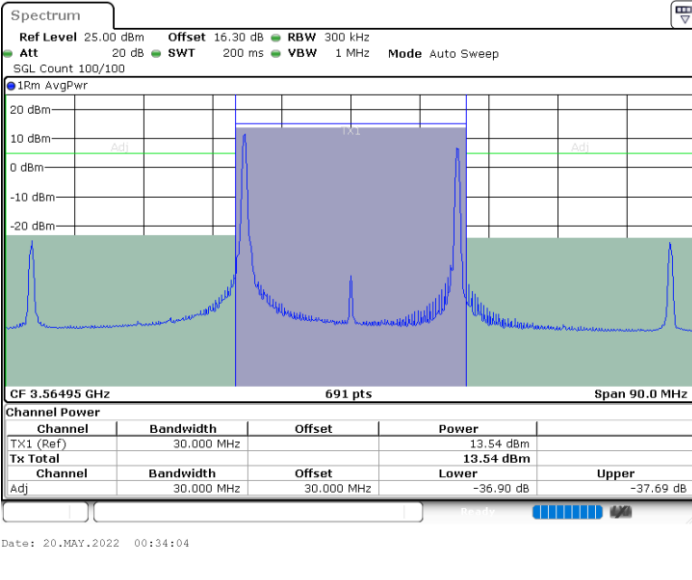 Spectrum
Ref Level 25.00 dBm Offset 16.30 dB RBW 300 kHz
Att 20 dB SWT 200 ms VBW 1 MHz Mode Auto Sweep
SGL Count 100/100
1Rm AvgPwr
20 dBm
TX1
10 dBm
Adj Adj
0 dBm
-10 dBm
-20 dBm
CF 3.56495 GHz 691 pts Span 90.0 MHz
Channel Power
Channel Bandwidth Offset Power
TX1 (Ref) 30.000 MHz 13.54 dBm
Tx Total 13.54 dBm
Channel Bandwidth Offset Lower Upper
Adj 30.000 MHz 30.000 MHz -36.90 dB -37.69 dB
Ready
Date: 20.MAY.2022 00:34:04